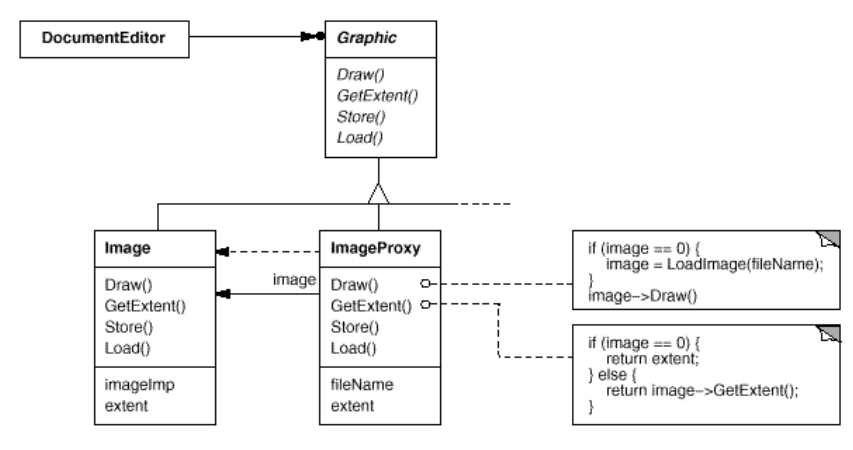 DocumentEditor
Graphic
Draw()
GetExtent()
Store()
Load()
Image
Draw()
GetExtent()
Store()
Load()
imageImp
extent
image
ImageProxy
Draw()
GetExtent()
Store()
Load()
fileName
extent
if (image == 0) {
image = LoadImage(fileName);
}
image->Draw()
if (image == 0) {
return extent;
} else {
return image->GetExtent();
}